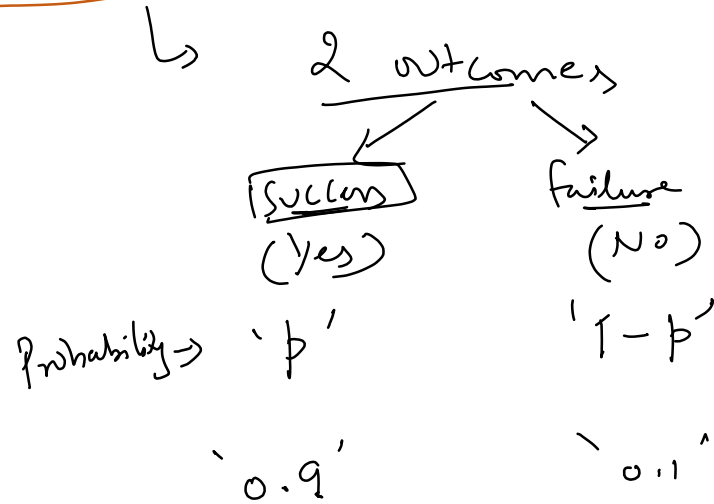 2 outcomes
Success Failure
(Yes) (No)
Probability → 'p' '1 - p'
'0.9' '0.1'